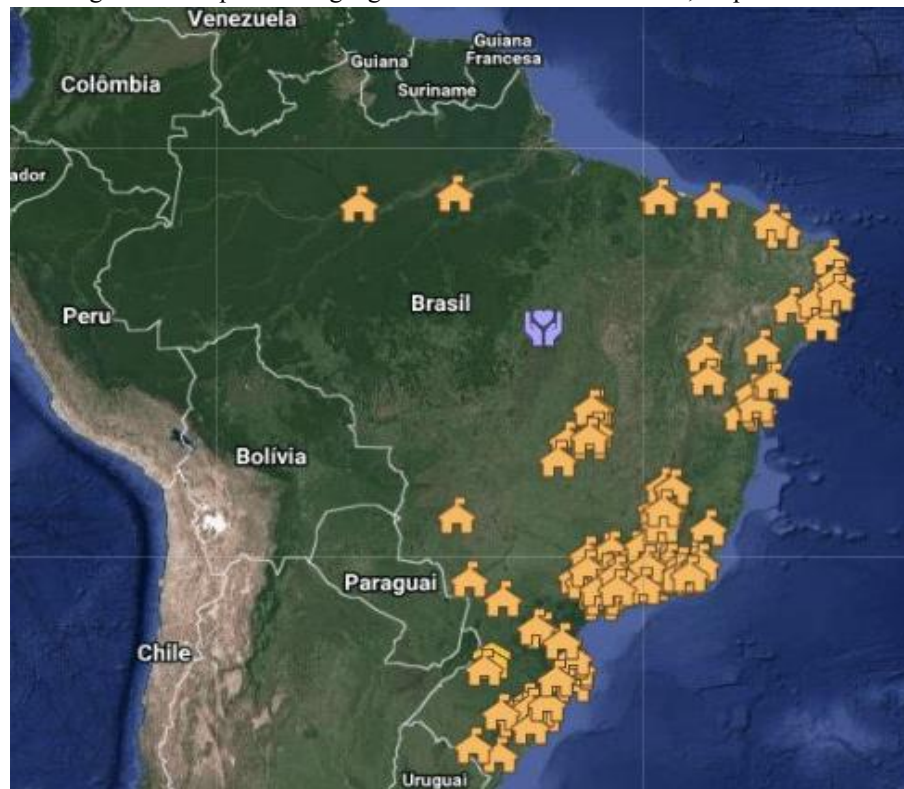 Venezuela
Guiana
Guiana
Francesa
Colômbia
Suriname
ador
Brasil
Peru
Bolívia
Paraguai
Chile
Uruguai